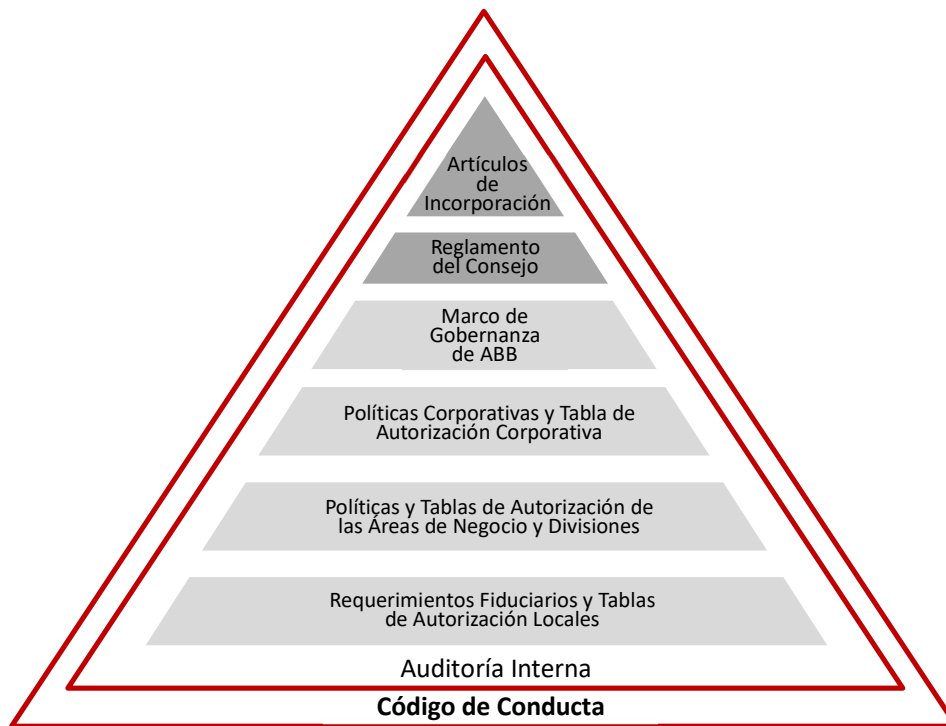 Artículos
de
Incorporación
Reglamento
del Consejo
Marco de
Gobernanza
de ABB
Políticas Corporativas y Tabla de
Autorización Corporativa
Políticas y Tablas de Autorización de
las Áreas de Negocio y Divisiones
Requerimientos Fiduciarios y Tablas
de Autorización Locales
Auditoría Interna
Código de Conducta